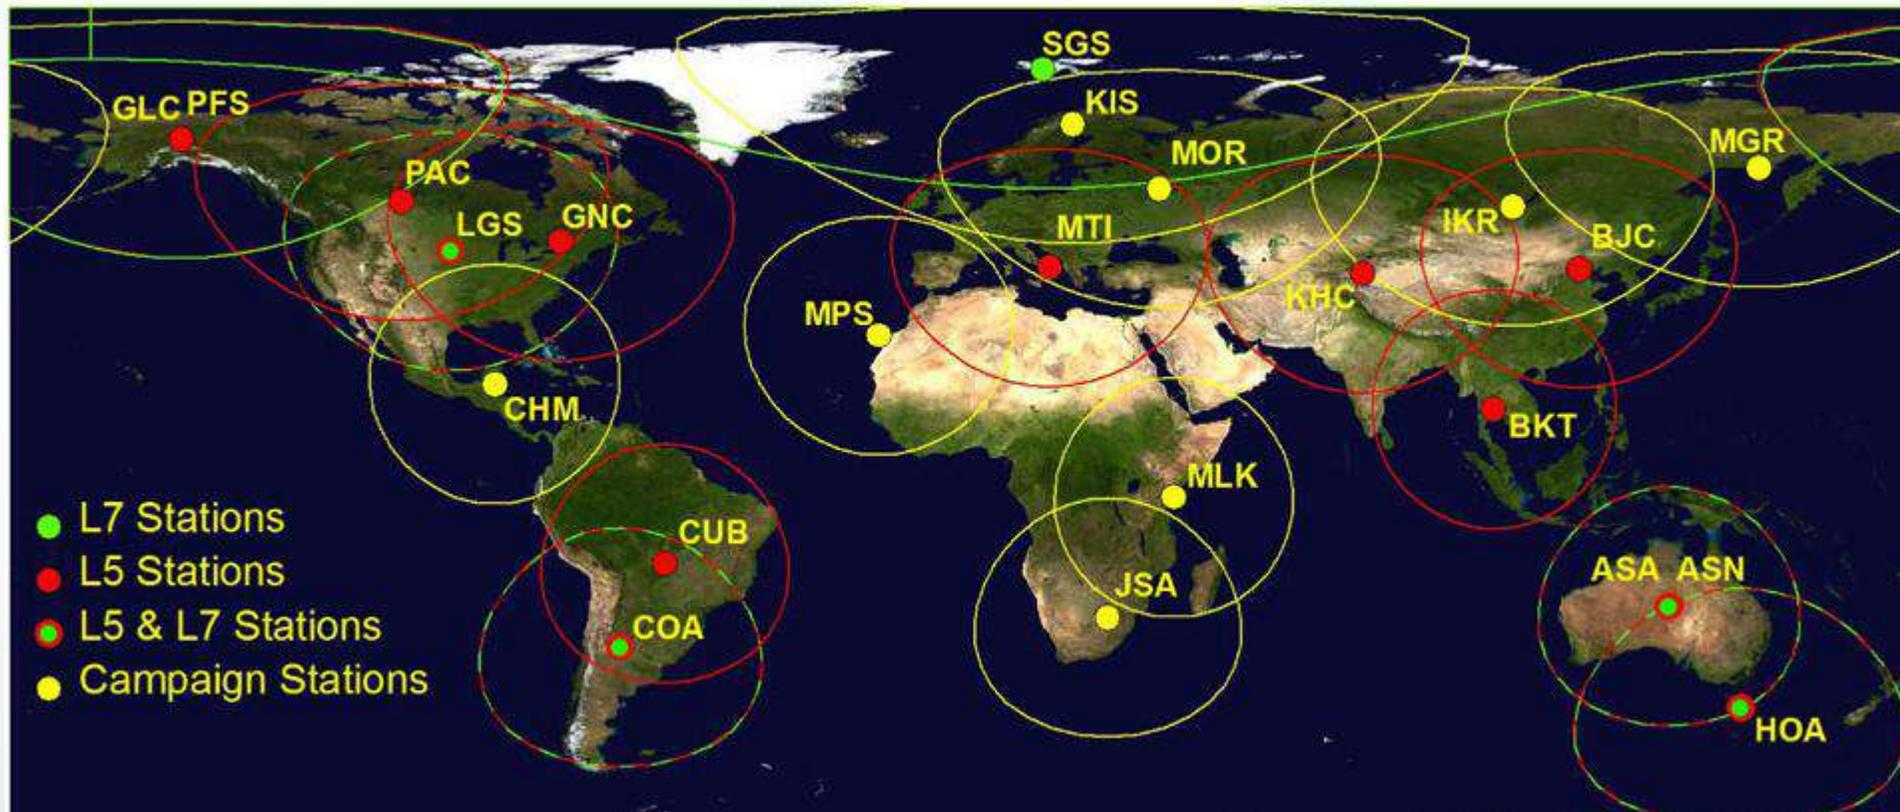 SGS
GLC PFS
KIS
MGR
PAC
MOR
LGS
GNC
MTI
IKR
BJC
KHC
MPS
CHM
BKT
MLK
L7 Stations
CUB
L5 Stations
JSA
ASA ASN
L5 & L7 Stations
COA
Campaign Stations
HOA